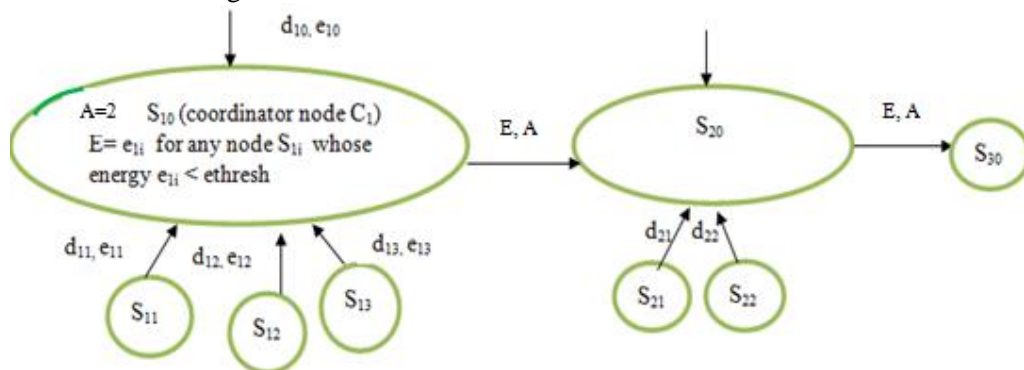 d₁₀, e₁₀
A=2 S₁₀ (coordinator node C₁)
E= e₁ᵢ for any node S₁ᵢ whose
energy e₁ᵢ < ethresh
E, A
S₂₀
E, A
S₃₀
d₁₁, e₁₁
d₁₂, e₁₂
d₁₃, e₁₃
d₂₁
d₂₂
S₁₁
S₁₂
S₁₃
S₂₁
S₂₂